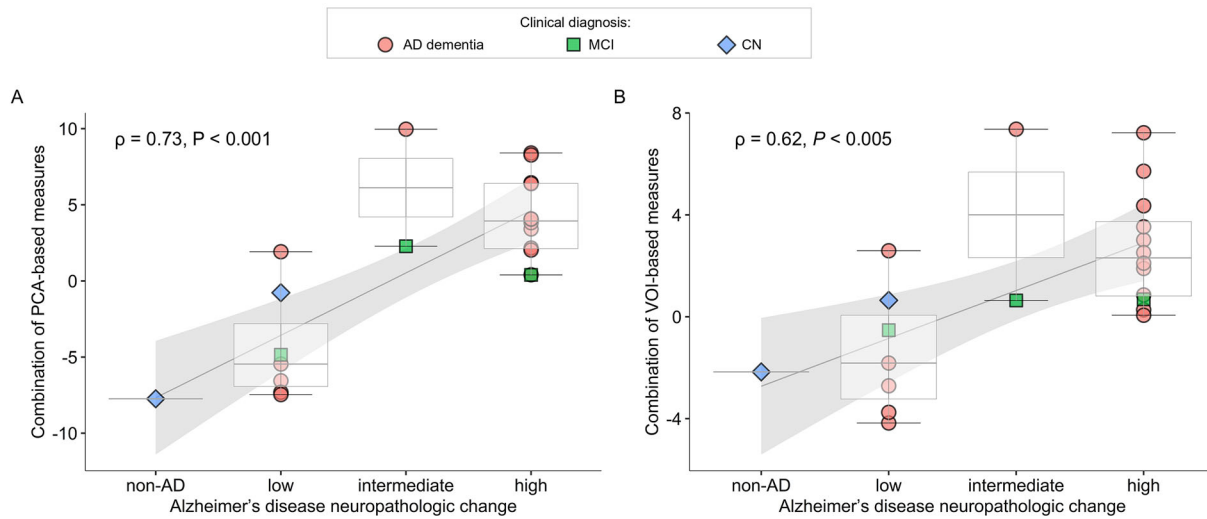 Clinical diagnosis:
AD dementia MCI CN
A
ρ = 0.73, P < 0.001
Combination of PCA-based measures
10
5
0
-5
-10
non-AD low intermediate high
Alzheimer's disease neuropathologic change
B
ρ = 0.62, P < 0.005
Combination of VOI-based measures
8
4
0
-4
non-AD low intermediate high
Alzheimer's disease neuropathologic change